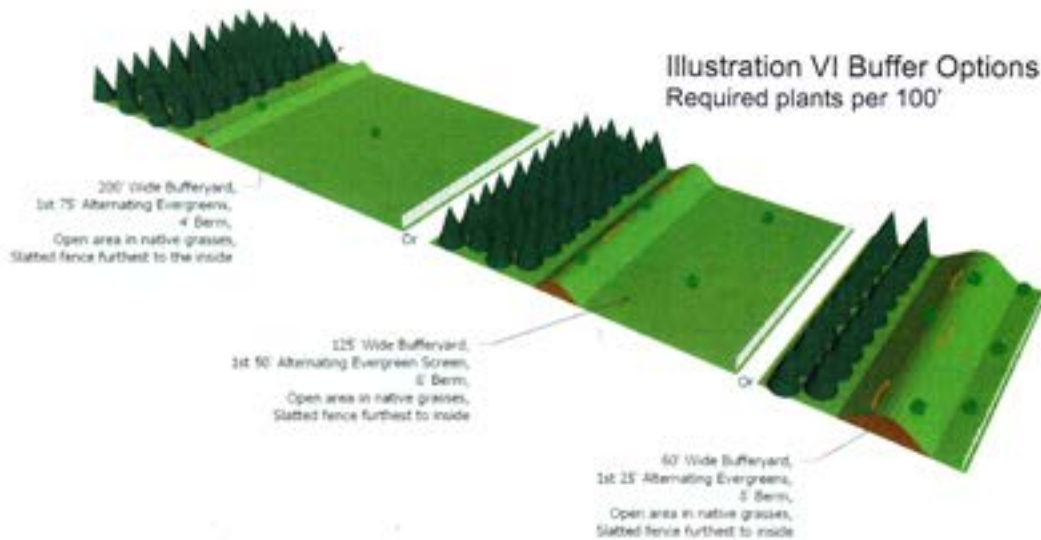 Illustration VI Buffer Options
Required plants per 100'
200' Wide Bufferyard,
1st 75' Alternating Evergreens,
4' Berm,
Open area in native grasses,
Slatted fence furthest to the inside
Or
125' Wide Bufferyard,
1st 50' Alternating Evergreen Screen,
Berm,
Open area in native grasses,
Slatted fence furthest to inside
Or
60' Wide Bufferyard,
1st 25' Alternating Evergreens,
Berm,
Open area in native grasses,
Slatted fence furthest to inside